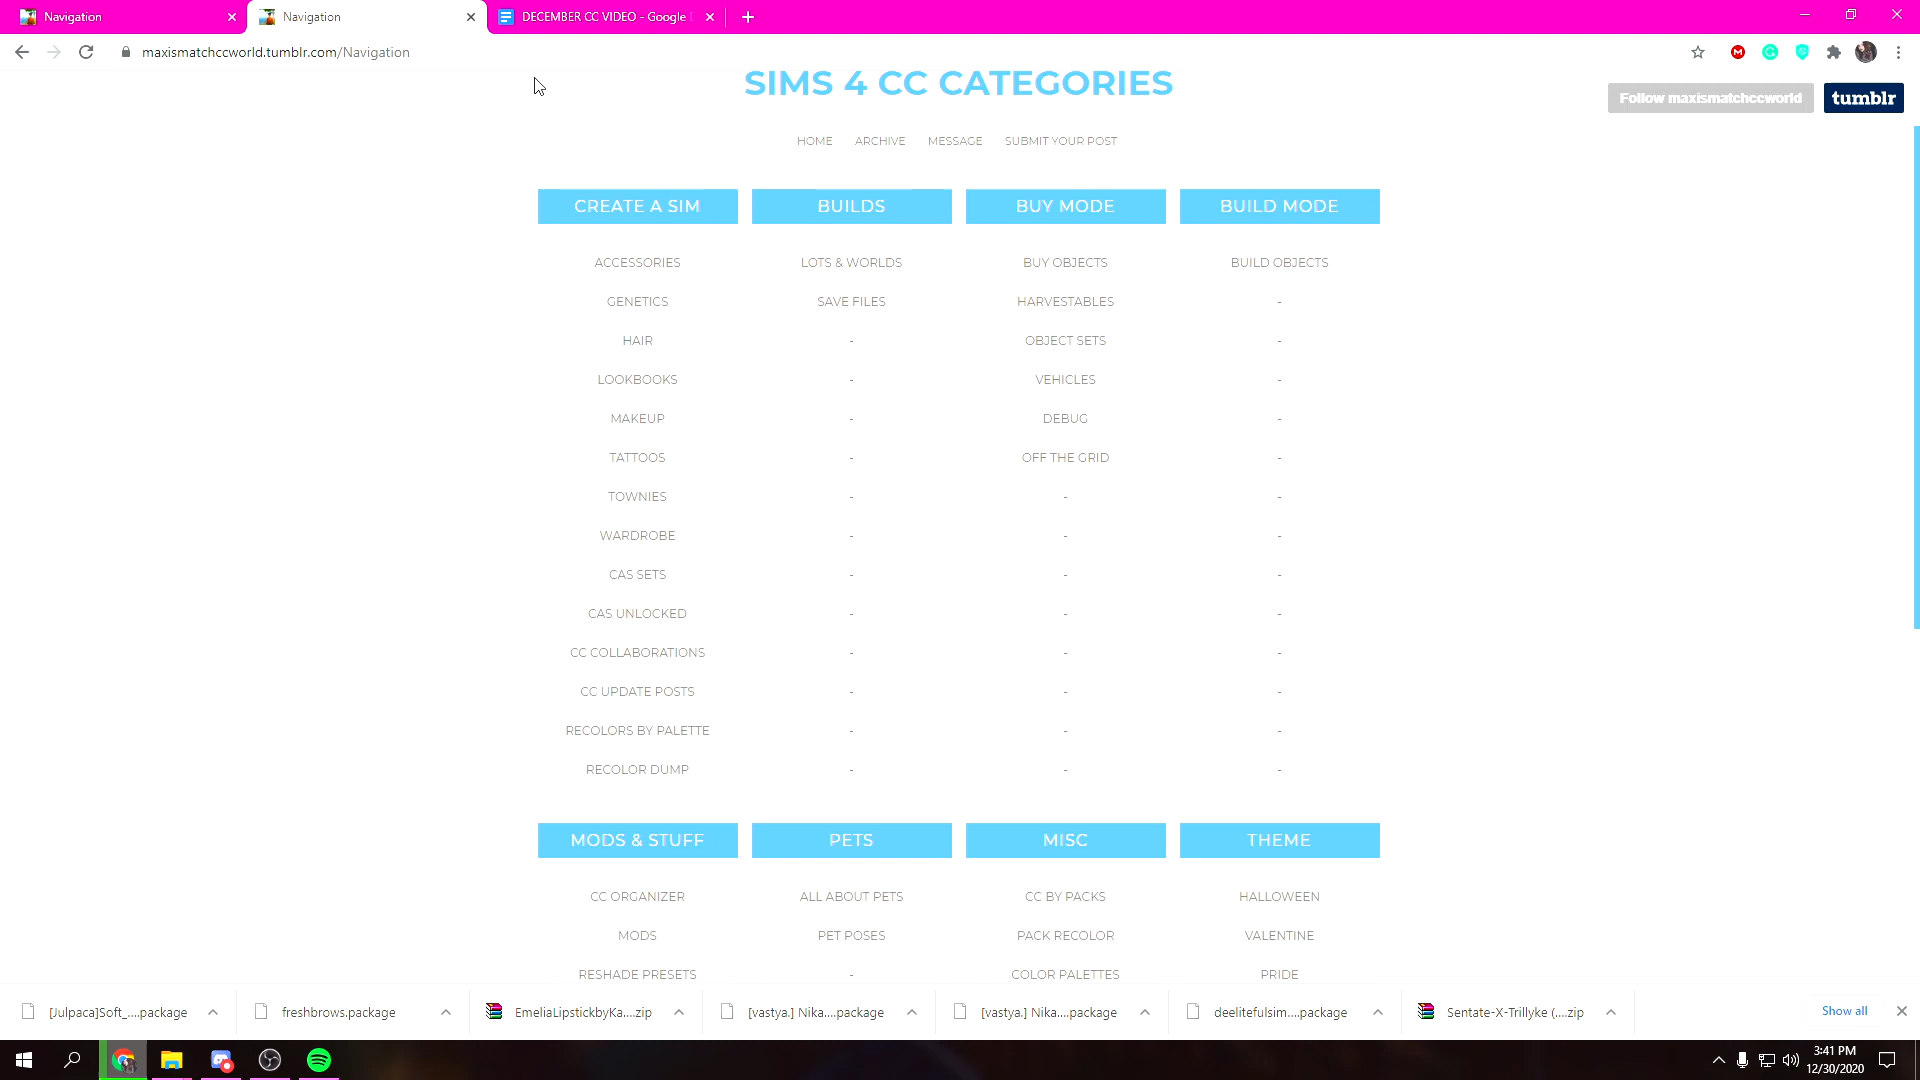 Navigation
Navigation
DECEMBER CC VIDEO - Google
maxismatchccworld.tumblr.com/Navigation
SIMS 4 CC CATEGORIES
Follow maxismatchccworld
tumblr
HOME ARCHIVE MESSAGE SUBMIT YOUR POST
CREATE A SIM BUILDS BUY MODE BUILD MODE
ACCESSORIES LOTS & WORLDS BUY OBJECTS BUILD OBJECTS
GENETICS SAVE FILES HARVESTABLES -
HAIR - OBJECT SETS -
LOOKBOOKS - VEHICLES -
MAKEUP - DEBUG -
TATTOOS - OFF THE GRID -
TOWNIES - - -
WARDROBE - - -
CAS SETS - - -
CAS UNLOCKED - - -
CC COLLABORATIONS - - -
CC UPDATE POSTS - - -
RECOLORS BY PALETTE - - -
RECOLOR DUMP - - -
MODS & STUFF PETS MISC THEME
CC ORGANIZER ALL ABOUT PETS CC BY PACKS HALLOWEEN
MODS PET POSES PACK RECOLOR VALENTINE
RESHADE PRESETS - COLOR PALETTES PRIDE
[Julpaca]Soft_....package freshbrows.package EmeliaLipstickbyKa....zip [vastya.] Nika....package [vastya.] Nika....package deelitefulsim....package Sentate-X-Trillyke (....zip Show all
3:41 PM
12/30/2020